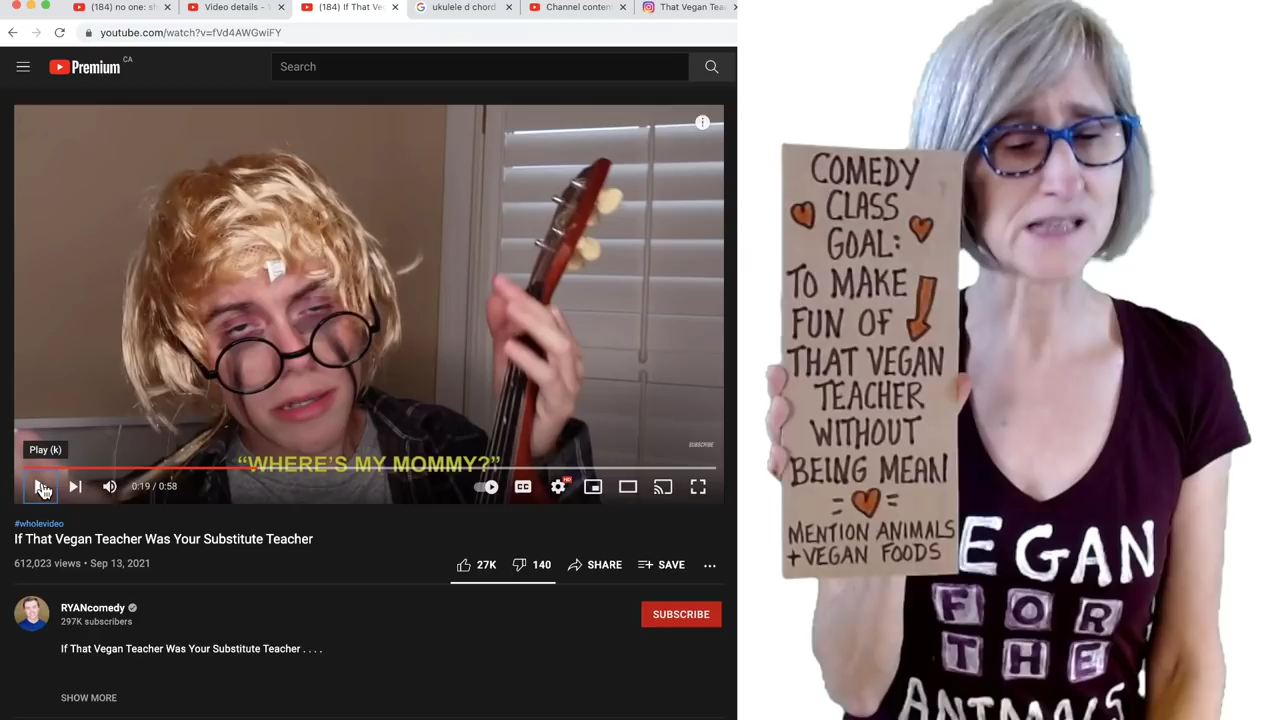 (184) no one: s
Video details -
(184) If That Ve
ukulele d chord
Channel content
That Vegan Tea
youtube.com/watch?v=fVd4AWGwiFY
Premium CA
Search
Play (k)
SUBSCRIBE
"WHERE'S MY MOMMY?"
0:19 / 0:58
CC
HD
#wholevideo
If That Vegan Teacher Was Your Substitute Teacher
612,023 views • Sep 13, 2021
27K
140
SHARE
SAVE
RYANcomedy
297K subscribers
SUBSCRIBE
If That Vegan Teacher Was Your Substitute Teacher . . . .
SHOW MORE
COMEDY
CLASS
GOAL:
TO MAKE
FUN OF
THAT VEGAN
TEACHER
WITHOUT
BEING MEAN
= =
MENTION ANIMALS
+ VEGAN FOODS
EGAN
FOR
THE
ANIMALS!